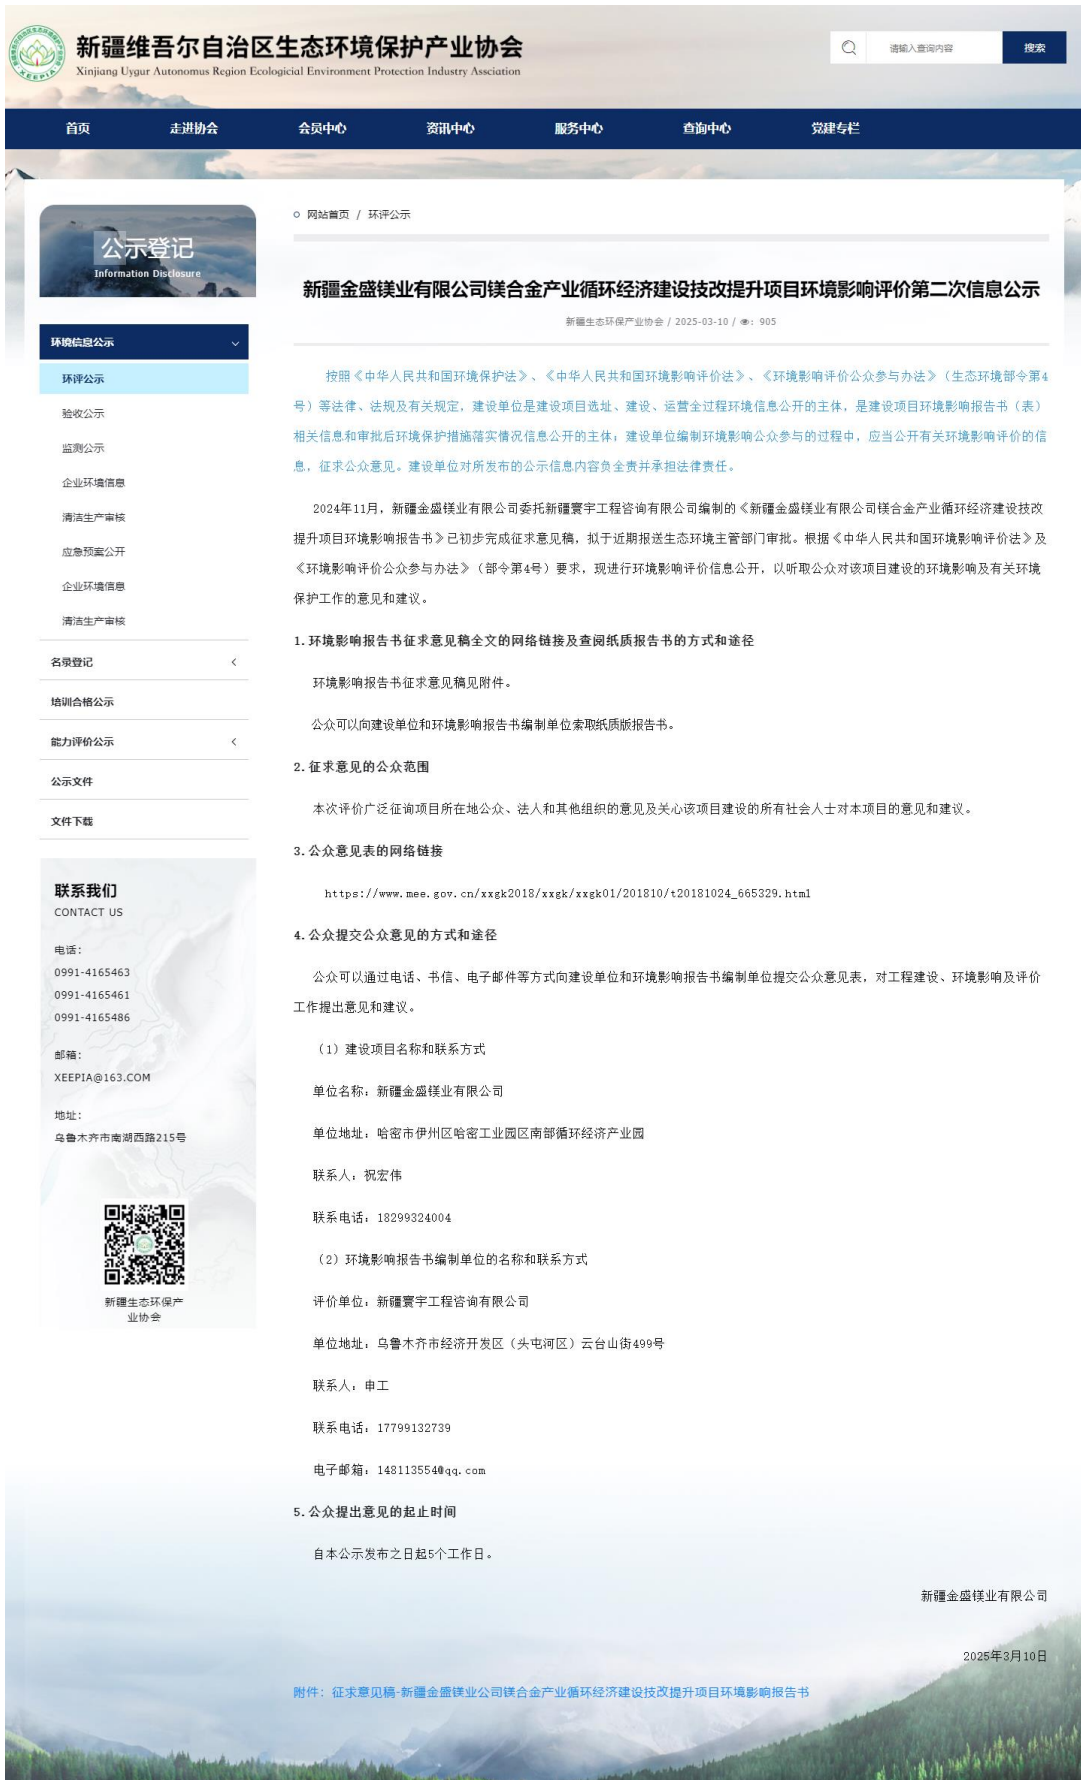 新疆维吾尔自治区生态环境保护产业协会
Xinjiang Uygur Autonomus Region Ecologicial Environment Protection Industry Assciation
XEEPIA
请输入查询内容
搜索
首页
走进协会
会员中心
资讯中心
服务中心
查询中心
党建专栏
公示登记
Information Disclosure
环境信息公示
环评公示
验收公示
监测公示
企业环境信息
清洁生产审核
应急预案公开
企业环境信息
清洁生产审核
名录登记
培训合格公示
能力评价公示
公示文件
文件下载
联系我们
CONTACT US
电话：
0991-4165463
0991-4165461
0991-4165486
邮箱：
XEEPIA@163.COM
地址：
乌鲁木齐市南湖西路215号
新疆生态环保产
业协会
网站首页 / 环评公示
新疆金盛镁业有限公司镁合金产业循环经济建设技改提升项目环境影响评价第二次信息公示
新疆生态环保产业协会 / 2025-03-10 / : 905
按照《中华人民共和国环境保护法》、《中华人民共和国环境影响评价法》、《环境影响评价公众参与办法》（生态环境部令第4
号）等法律、法规及有关规定，建设单位是建设项目选址、建设、运营全过程环境信息公开的主体，是建设项目环境影响报告书（表）
相关信息和审批后环境保护措施落实情况信息公开的主体；建设单位编制环境影响公众参与的过程中，应当公开有关环境影响评价的信
息，征求公众意见。建设单位对所发布的公示信息内容负全责并承担法律责任。
2024年11月，新疆金盛镁业有限公司委托新疆寰宇工程咨询有限公司编制的《新疆金盛镁业有限公司镁合金产业循环经济建设技改
提升项目环境影响报告书》已初步完成征求意见稿，拟于近期报送生态环境主管部门审批。根据《中华人民共和国环境影响评价法》及
《环境影响评价公众参与办法》（部令第4号）要求，现进行环境影响评价信息公开，以听取公众对该项目建设的环境影响及有关环境
保护工作的意见和建议。
1.环境影响报告书征求意见稿全文的网络链接及查阅纸质报告书的方式和途径
环境影响报告书征求意见稿见附件。
公众可以向建设单位和环境影响报告书编制单位索取纸质版报告书。
2.征求意见的公众范围
本次评价广泛征询项目所在地公众、法人和其他组织的意见及关心该项目建设的所有社会人士对本项目的意见和建议。
3.公众意见表的网络链接
https://www.mee.gov.cn/xxgk2018/xxgk/xxgk01/201810/t20181024_665329.html
4.公众提交公众意见的方式和途径
公众可以通过电话、书信、电子邮件等方式向建设单位和环境影响报告书编制单位提交公众意见表，对工程建设、环境影响及评价
工作提出意见和建议。
（1）建设项目名称和联系方式
单位名称：新疆金盛镁业有限公司
单位地址：哈密市伊州区哈密工业园区南部循环经济产业园
联系人：祝宏伟
联系电话：18299324004
（2）环境影响报告书编制单位的名称和联系方式
评价单位：新疆寰宇工程咨询有限公司
单位地址：乌鲁木齐市经济开发区（头屯河区）云台山街499号
联系人：申工
联系电话：17799132739
电子邮箱：148113554@qq.com
5.公众提出意见的起止时间
自本公示发布之日起5个工作日。
新疆金盛镁业有限公司
2025年3月10日
附件：征求意见稿-新疆金盛镁业公司镁合金产业循环经济建设技改提升项目环境影响报告书